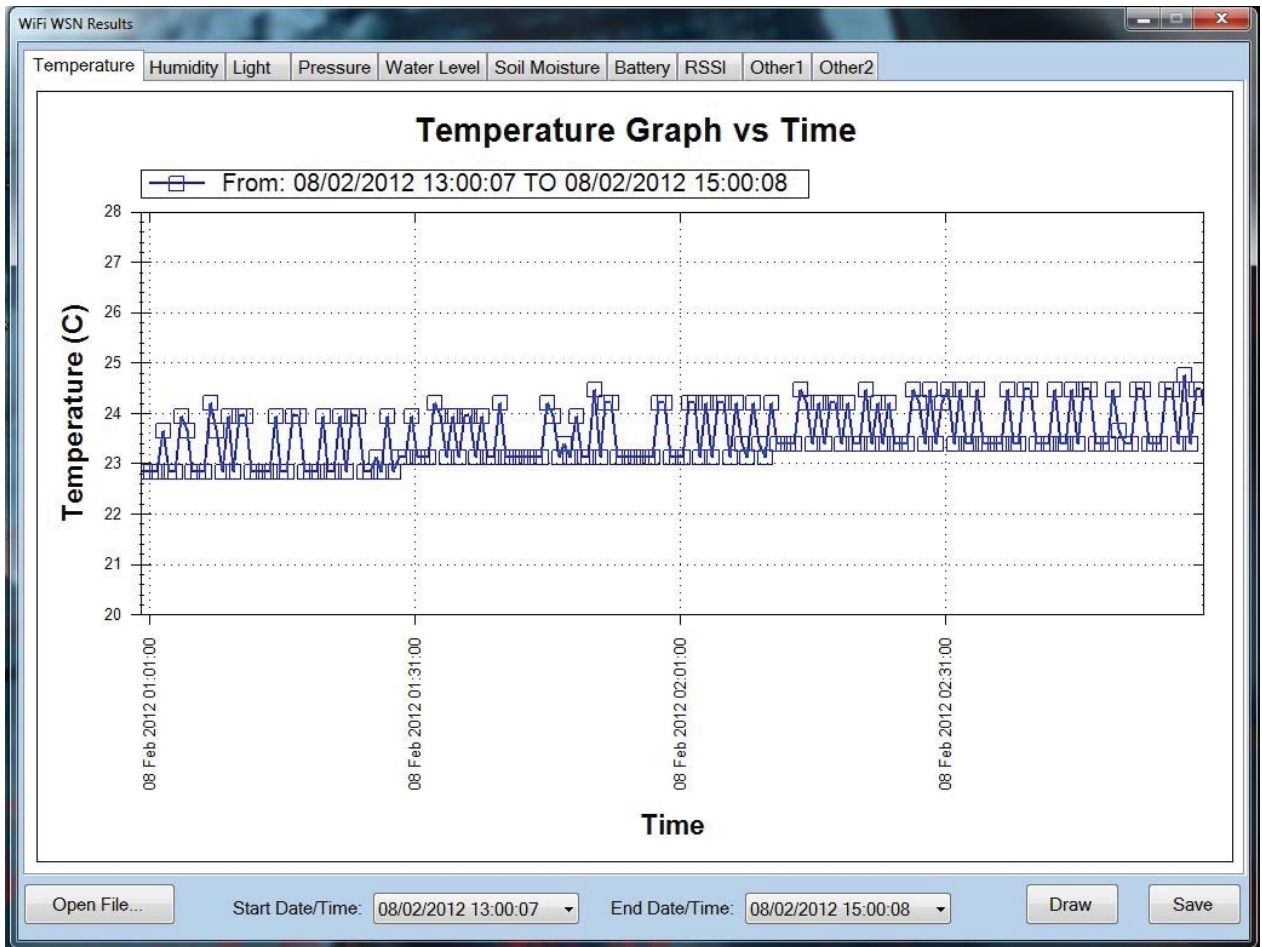 WiFi WSN Results
Temperature Humidity Light Pressure Water Level Soil Moisture Battery RSSI Other1 Other2
Temperature Graph vs Time
From: 08/02/2012 13:00:07 TO 08/02/2012 15:00:08
28
27
26
25
24
23
22
21
20
Temperature (C)
08 Feb 2012 01:01:00
08 Feb 2012 01:31:00
08 Feb 2012 02:01:00
08 Feb 2012 02:31:00
Time
Open File... Start Date/Time: 08/02/2012 13:00:07 End Date/Time: 08/02/2012 15:00:08 Draw Save